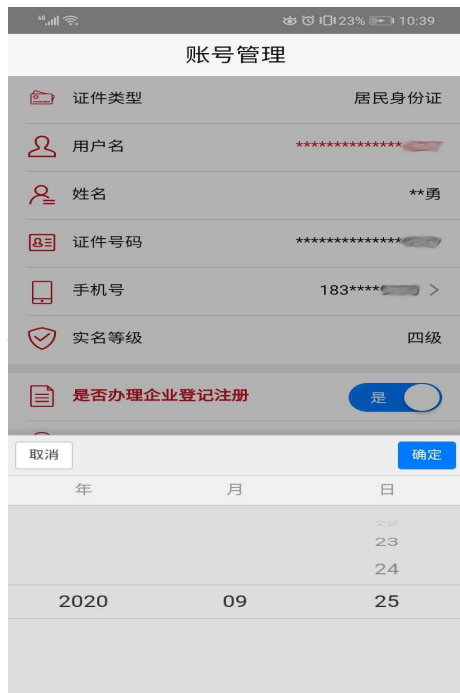 46 23% 10:39
账号管理
证件类型 居民身份证
用户名 **************
姓名 **勇
证件号码 **************
手机号 183****
实名等级 四级
是否办理企业登记注册 是
取消 确定
年 月 日
22
23
24
2020 09 25